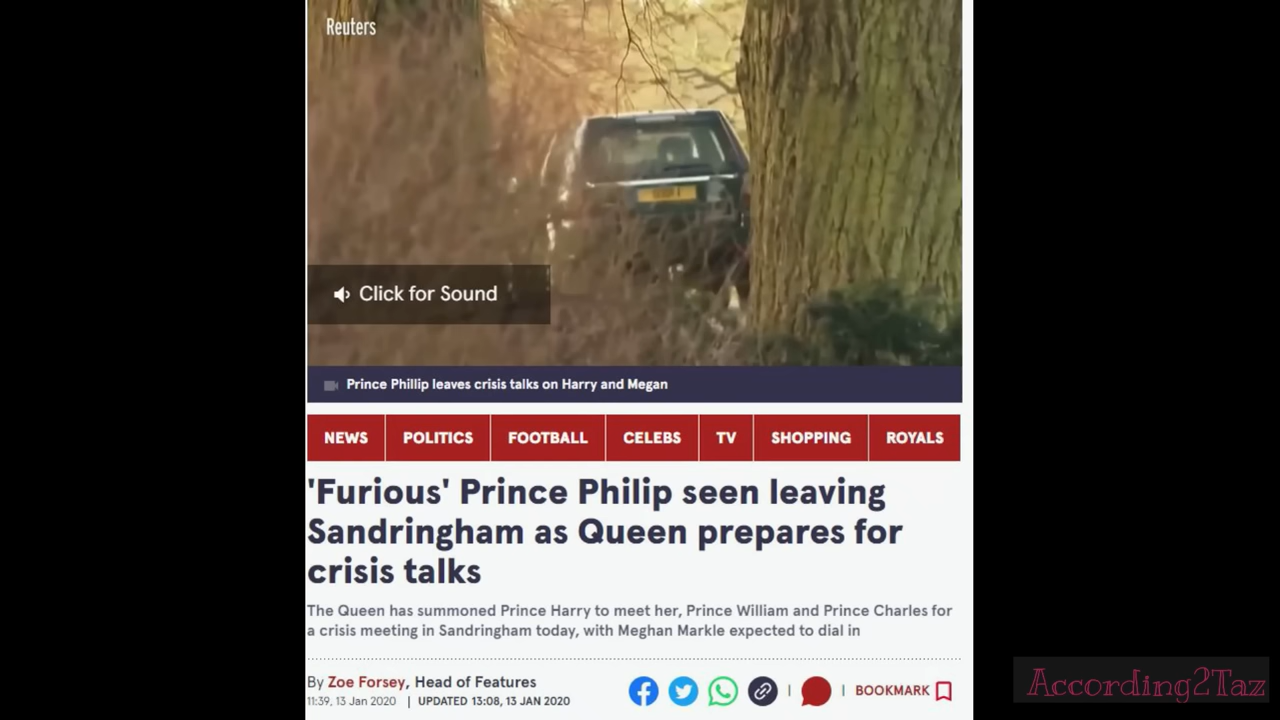 Reuters
Click for Sound
Prince Phillip leaves crisis talks on Harry and Megan
NEWS POLITICS FOOTBALL CELEBS TV SHOPPING ROYALS
'Furious' Prince Philip seen leaving
Sandringham as Queen prepares for
crisis talks
The Queen has summoned Prince Harry to meet her, Prince William and Prince Charles for
a crisis meeting in Sandringham today, with Meghan Markle expected to dial in
By Zoe Forsey, Head of Features
11:39, 13 Jan 2020 | UPDATED 13:08, 13 JAN 2020
| | BOOKMARK
According2Taz